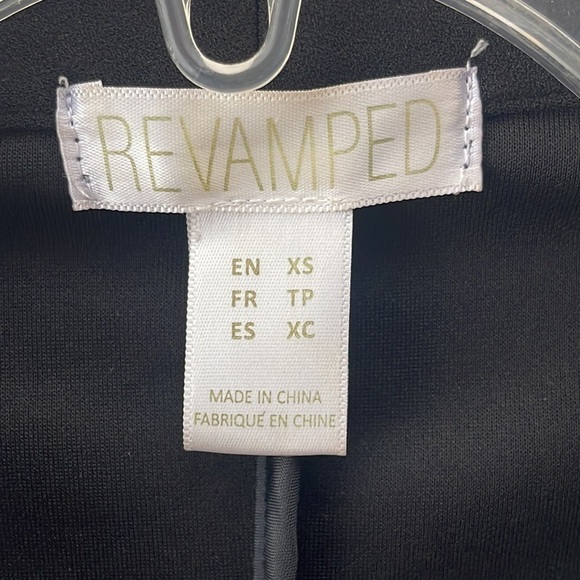 REVAMPED
EN XS
FR TP
ES XC
MADE IN CHINA
FABRIQUÉ EN CHINE